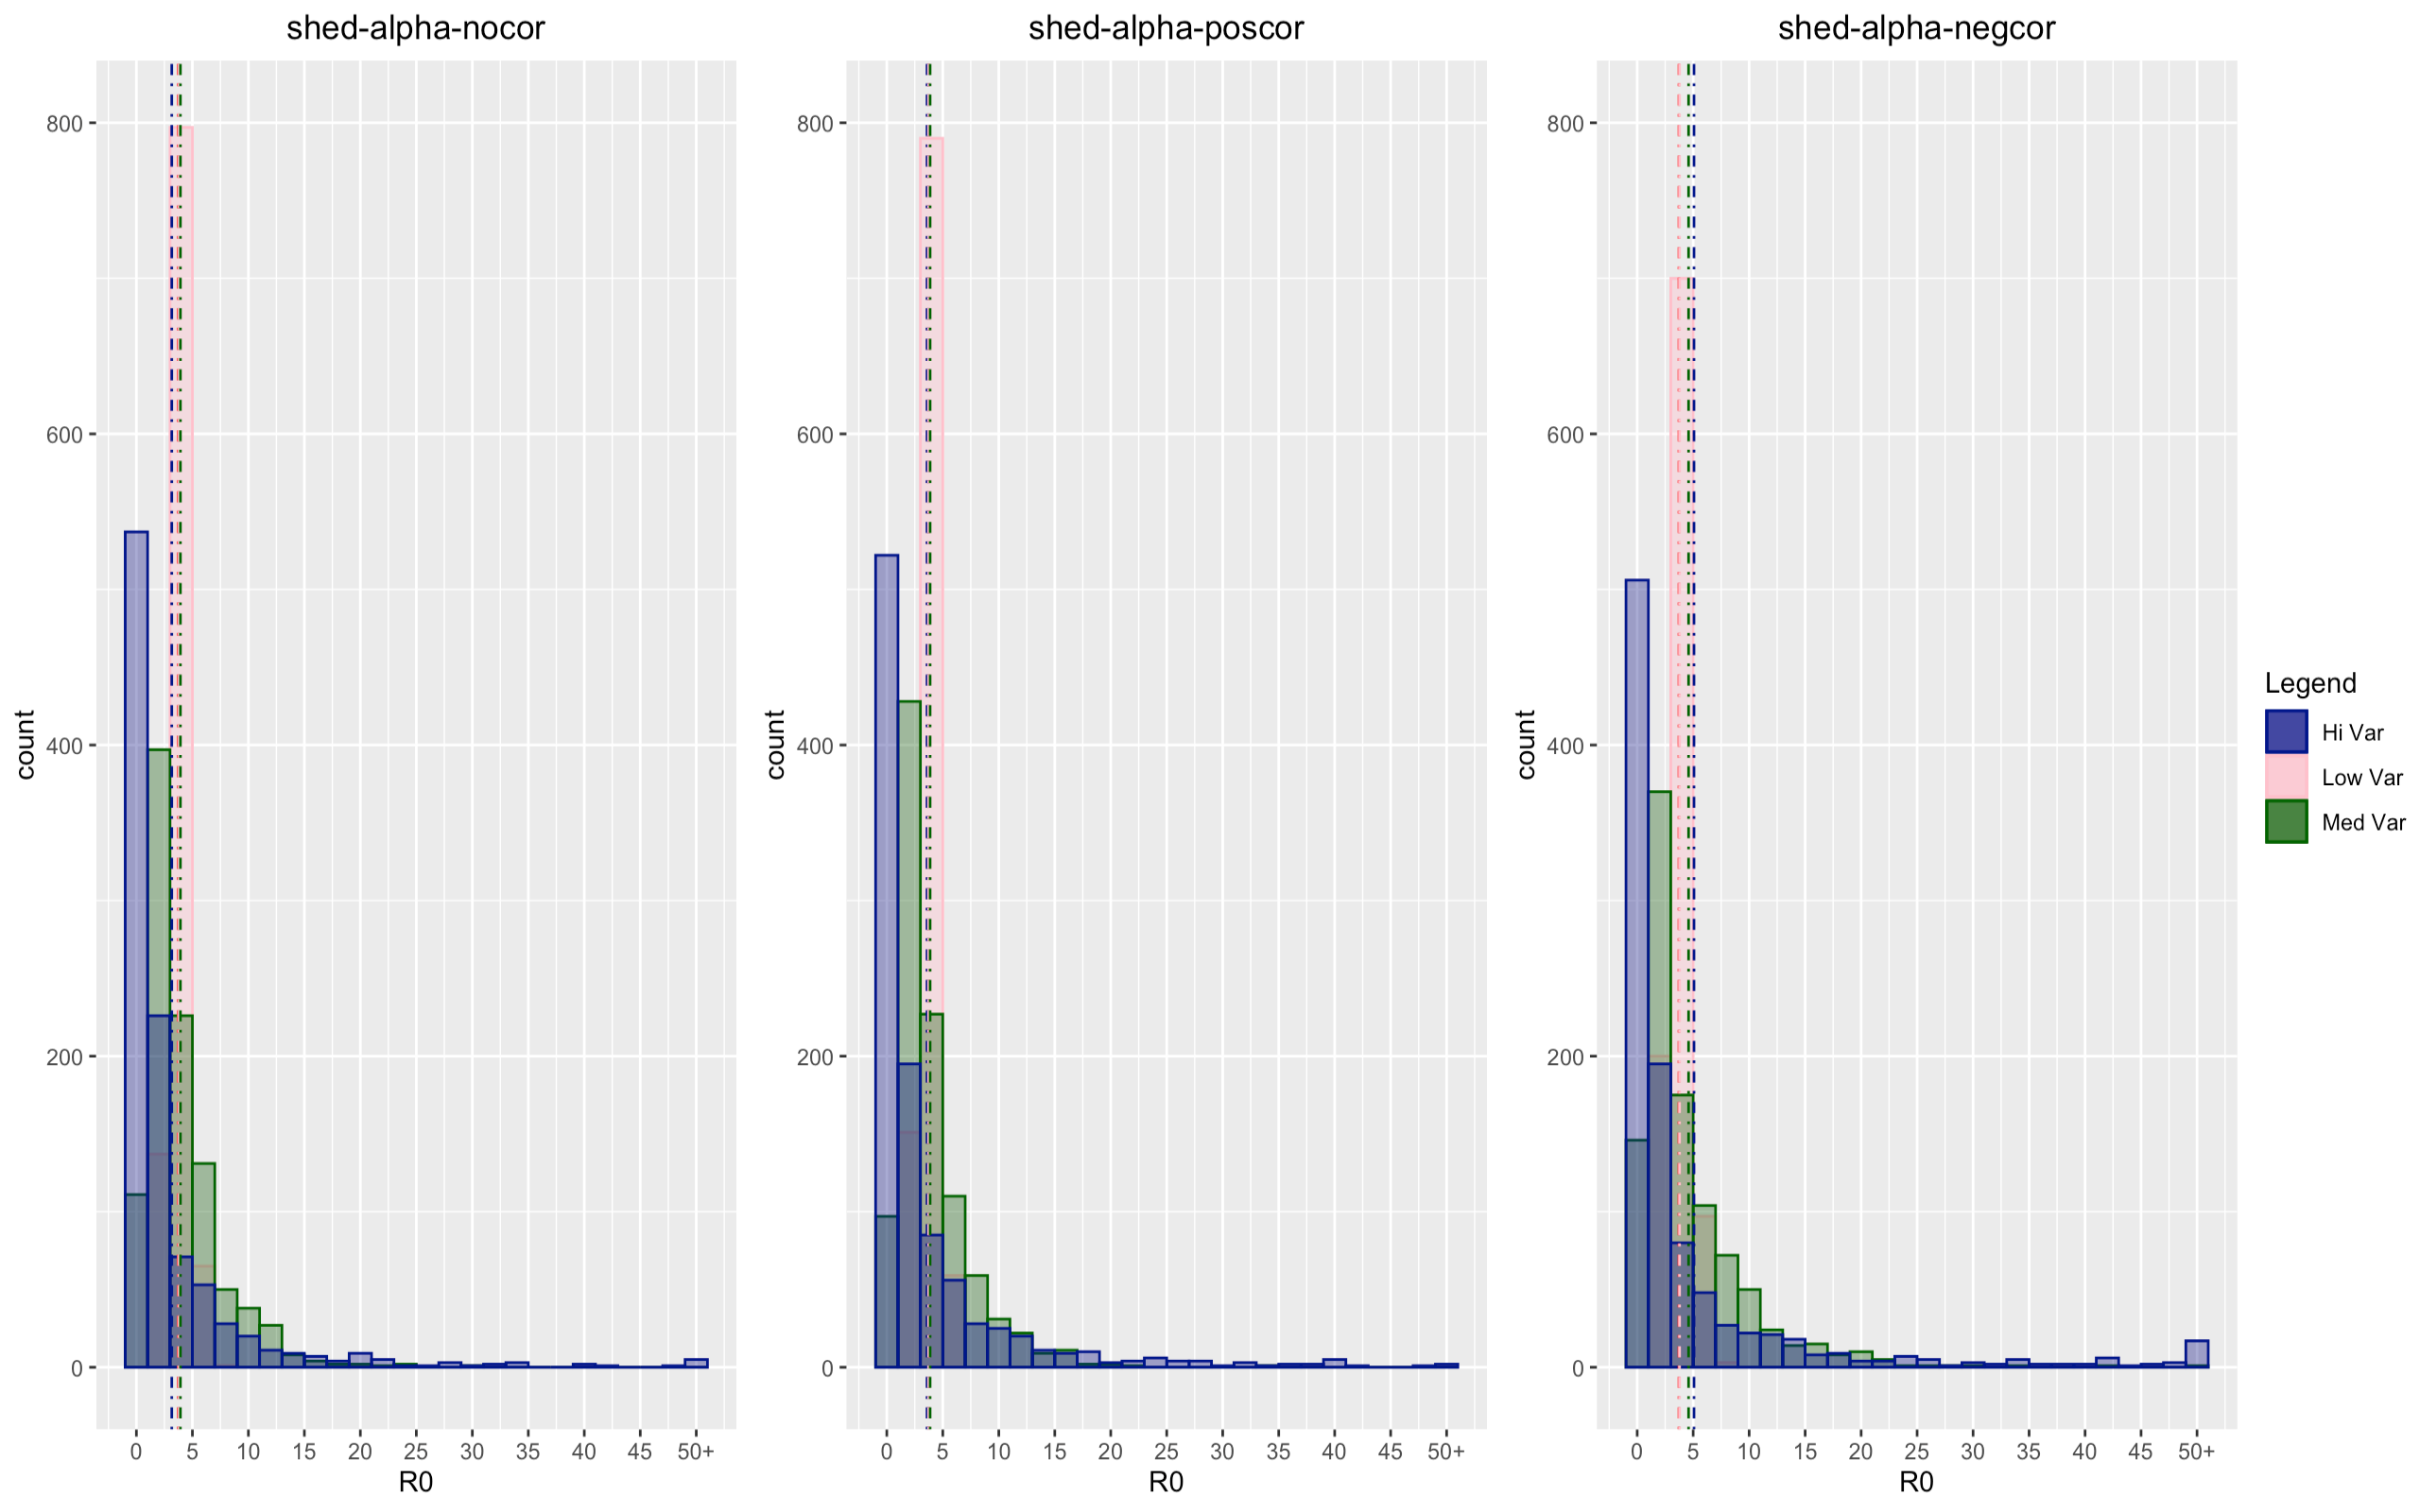 shed-alpha-nocor
shed-alpha-poscor
shed-alpha-negcor
count
800
600
400
200
0
0 5 10 15 20 25 30 35 40 45 50+
R0
count
800
600
400
200
0
0 5 10 15 20 25 30 35 40 45 50+
R0
count
800
600
400
200
0
0 5 10 15 20 25 30 35 40 45 50+
R0
Legend
Hi Var
Low Var
Med Var